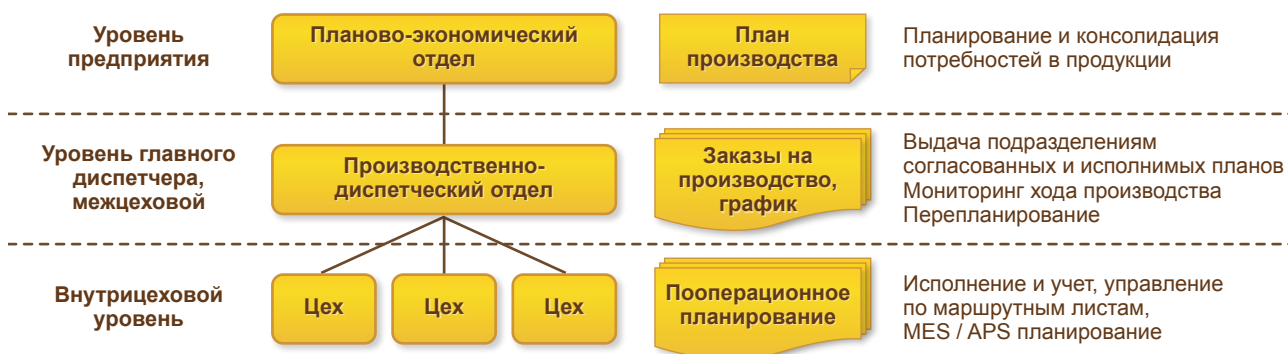 Уровень
предприятия
Планово-экономический
отдел
План
производства
Планирование и консолидация
потребностей в продукции
Уровень главного
диспетчера,
межцеховой
Производственно-
диспетческий отдел
Заказы на
производство,
график
Выдача подразделениям
согласованных и исполнимых планов
Мониторинг хода производства
Перепланирование
Внутрицеховой
уровень
Цех
Цех
Цех
Пооперационное
планирование
Исполнение и учет, управление
по маршрутным листам,
MES / APS планирование